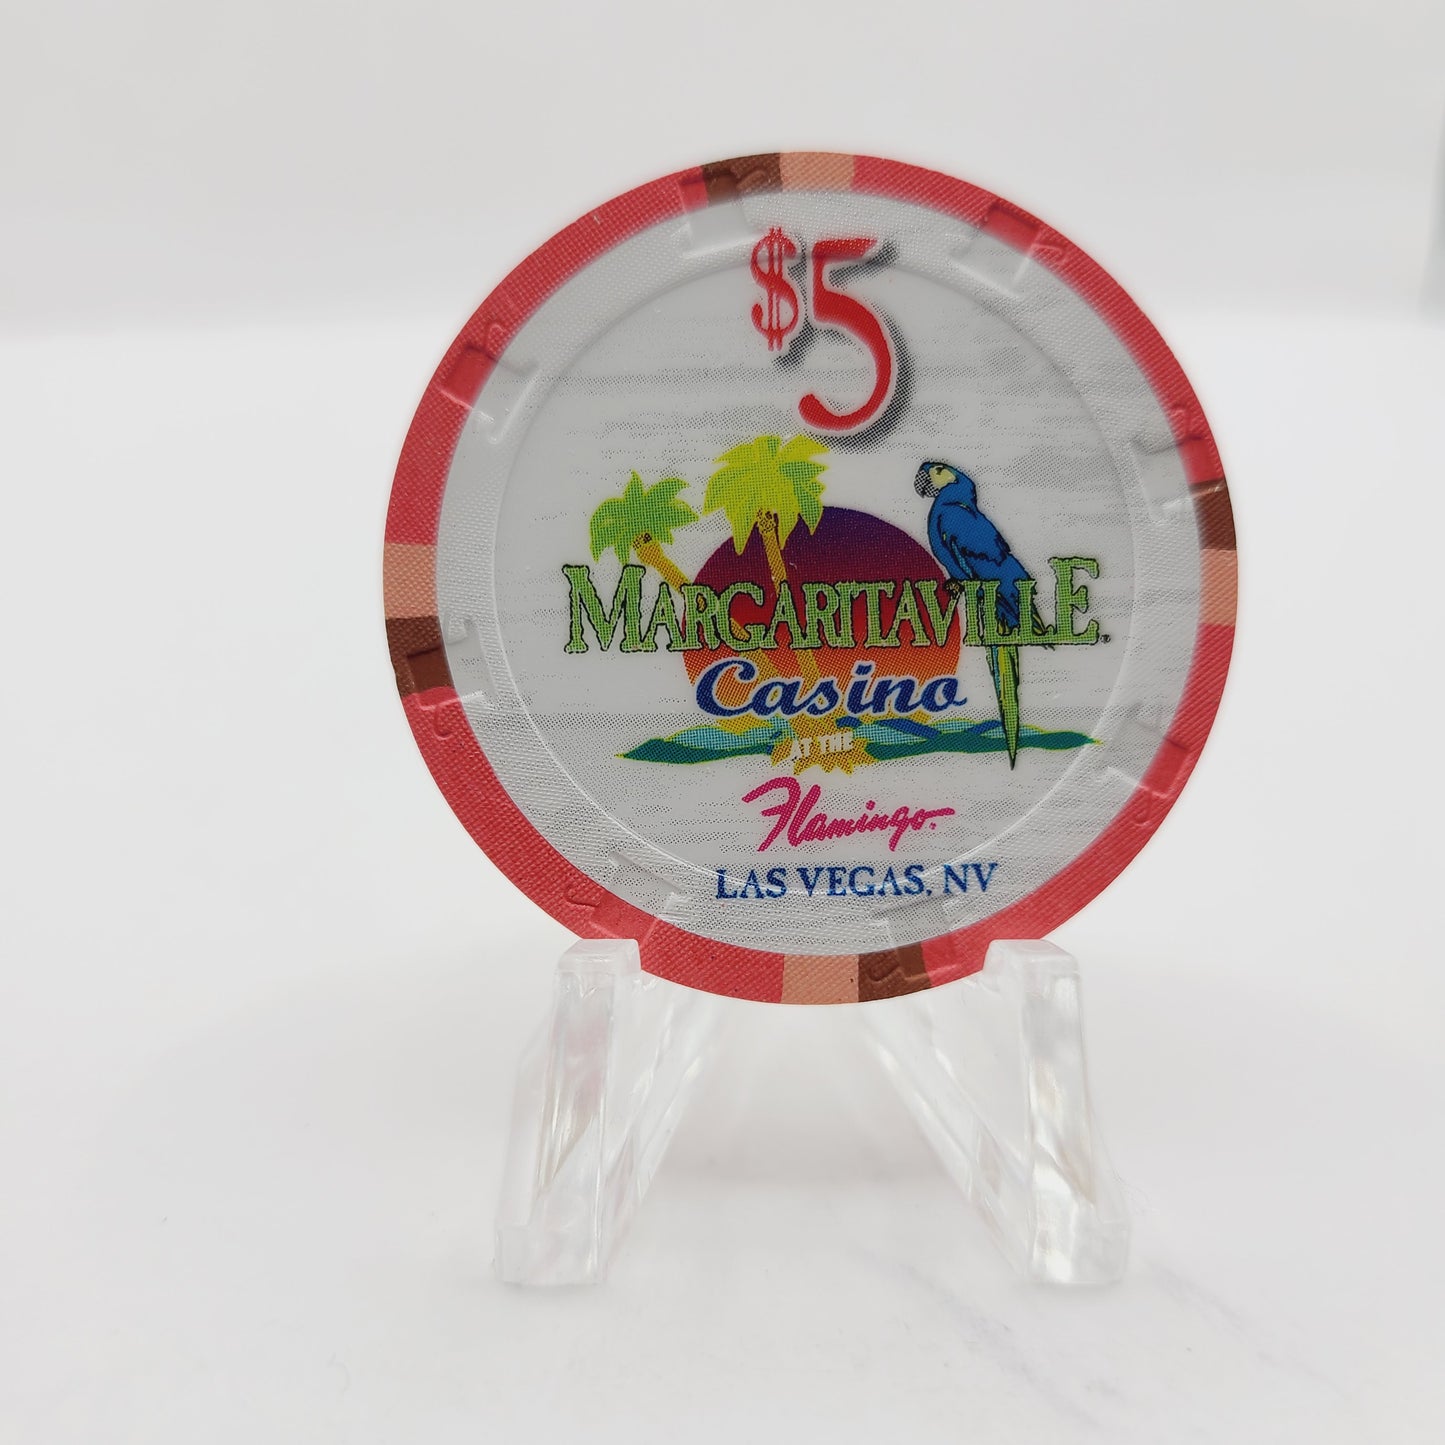 $5
MARGARITAVILLE®
Casino
AT THE
Flamingo®
LAS VEGAS, NV